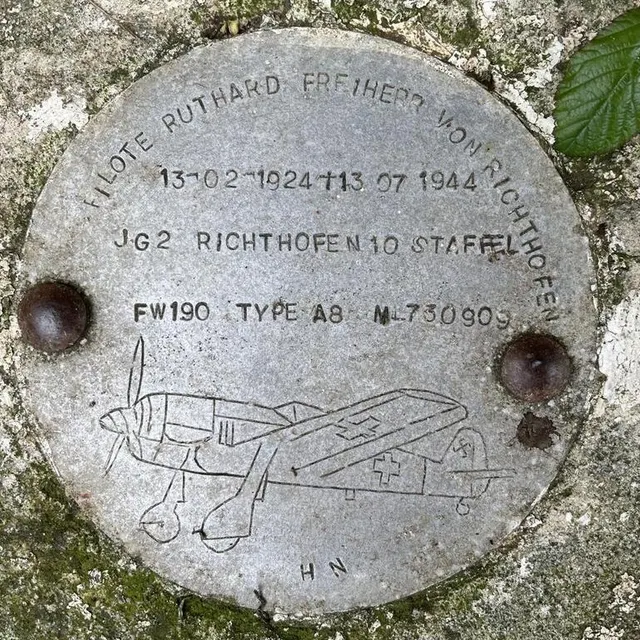 PILOTE RUTHARD FREIHERR VON RICHTHOFEN
13-02-1924 †13 07 1944
JG2 RICHTHOFEN 10 STAFFEL
FW190 TYPE A8 M-730909
HN